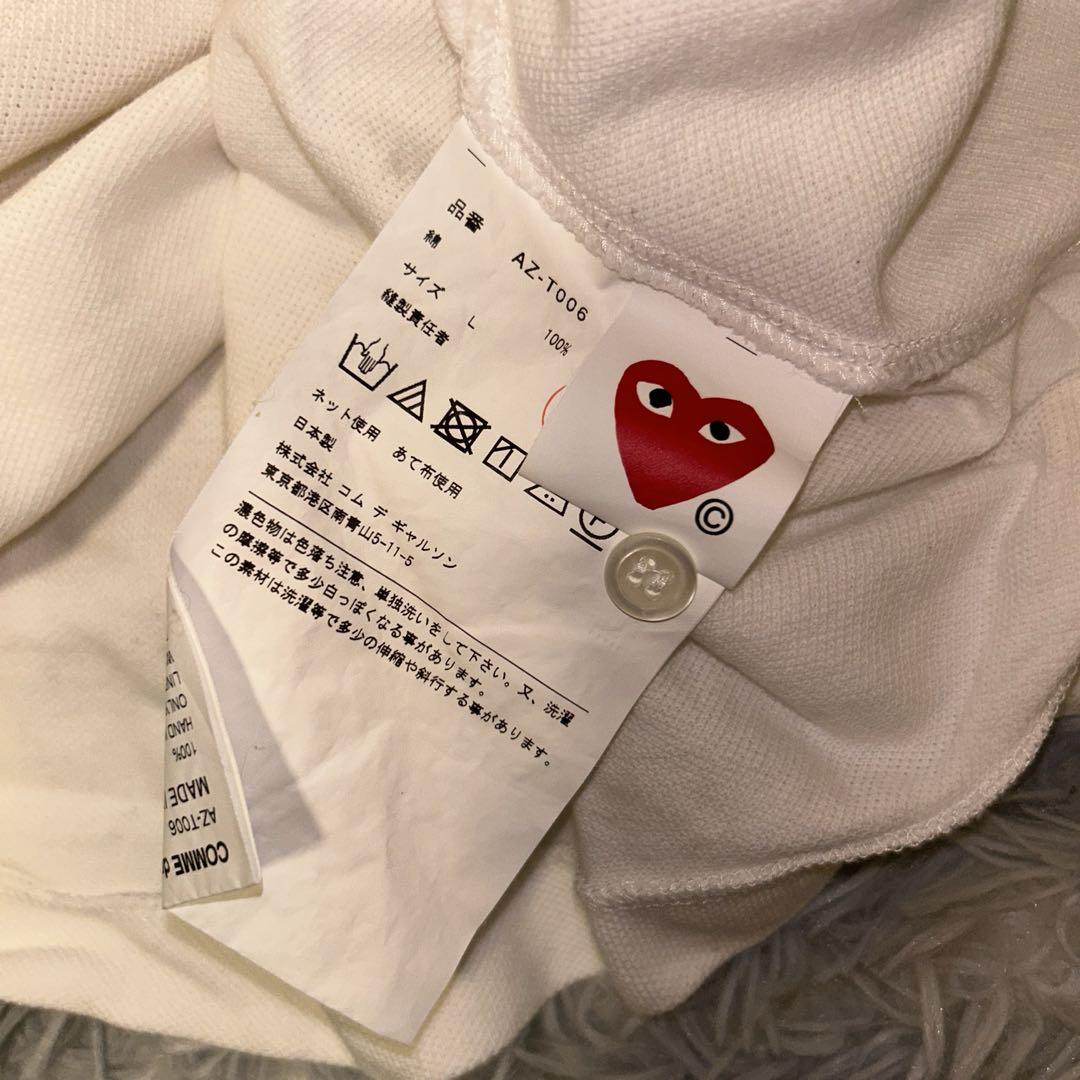 品番 AZ-T006
綿 100%
サイズ L
縫製責任者
ネット使用 あて布使用
日本製
株式会社 コム デ ギャルソン
東京都港区南青山5-11-5
濃色物は色落ち注意、単独洗いをして下さい。又、洗濯
の摩擦等で多少白っぽくなる事があります。
この素材は洗濯等で多少の伸縮や斜行する事があります。
©
P
COMME
AZ-T006
MADE
100%
HAND
ONLY